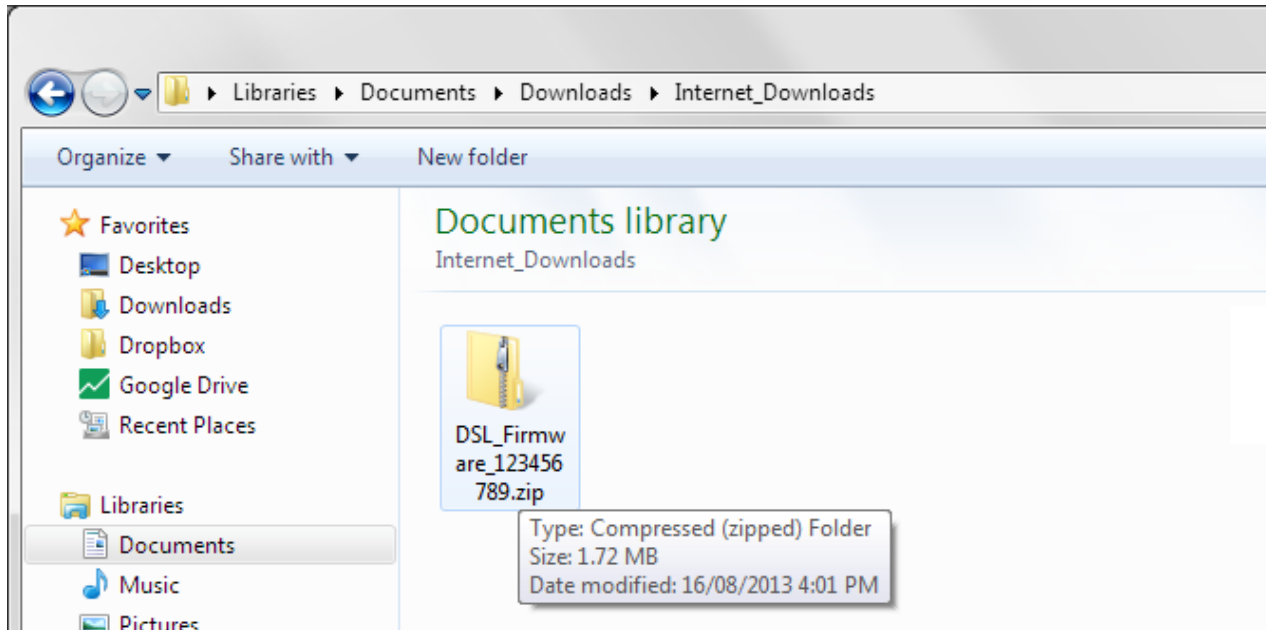 Libraries ▸ Documents ▸ Downloads ▸ Internet_Downloads
Organize ▼ Share with ▼ New folder
Favorites
Desktop
Downloads
Dropbox
Google Drive
Recent Places
Libraries
Documents
Music
Pictures
Documents library
Internet_Downloads
DSL_Firmw
are_123456
789.zip
Type: Compressed (zipped) Folder
Size: 1.72 MB
Date modified: 16/08/2013 4:01 PM